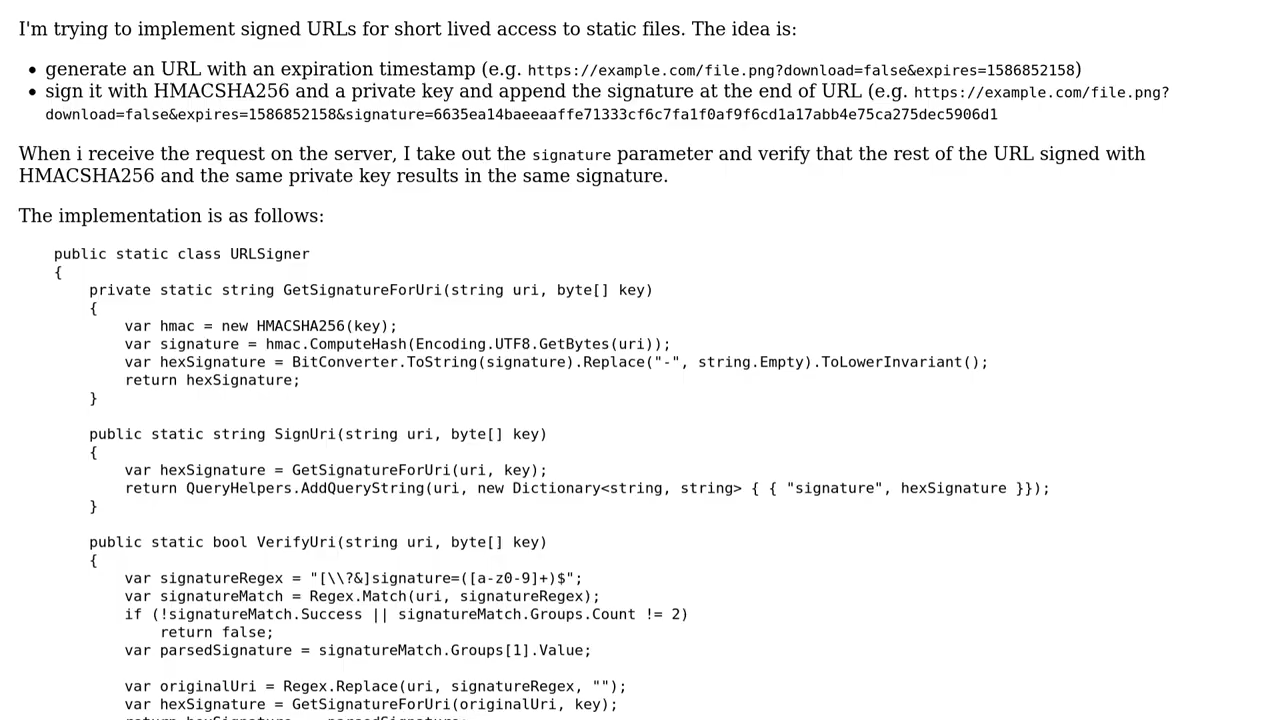 I'm trying to implement signed URLs for short lived access to static files. The idea is:
• generate an URL with an expiration timestamp (e.g. https://example.com/file.png?download=false&expires=1586852158)
• sign it with HMACSHA256 and a private key and append the signature at the end of URL (e.g. https://example.com/file.png?
download=false&expires=1586852158&signature=6635ea14baeeaaffe71333cf6c7fa1f0af9f6cd1a17abb4e75ca275dec5906d1
When i receive the request on the server, I take out the signature parameter and verify that the rest of the URL signed with
HMACSHA256 and the same private key results in the same signature.
The implementation is as follows:
public static class URLSigner
{
    private static string GetSignatureForUri(string uri, byte[] key)
    {
        var hmac = new HMACSHA256(key);
        var signature = hmac.ComputeHash(Encoding.UTF8.GetBytes(uri));
        var hexSignature = BitConverter.ToString(signature).Replace("-", string.Empty).ToLowerInvariant();
        return hexSignature;
    }
    public static string SignUri(string uri, byte[] key)
    {
        var hexSignature = GetSignatureForUri(uri, key);
        return QueryHelpers.AddQueryString(uri, new Dictionary<string, string> { { "signature", hexSignature }});
    }
    public static bool VerifyUri(string uri, byte[] key)
    {
        var signatureRegex = "[\\?&]signature=([a-z0-9]+)$";
        var signatureMatch = Regex.Match(uri, signatureRegex);
        if (!signatureMatch.Success || signatureMatch.Groups.Count != 2)
            return false;
        var parsedSignature = signatureMatch.Groups[1].Value;
        var originalUri = Regex.Replace(uri, signatureRegex, "");
        var hexSignature = GetSignatureForUri(originalUri, key);